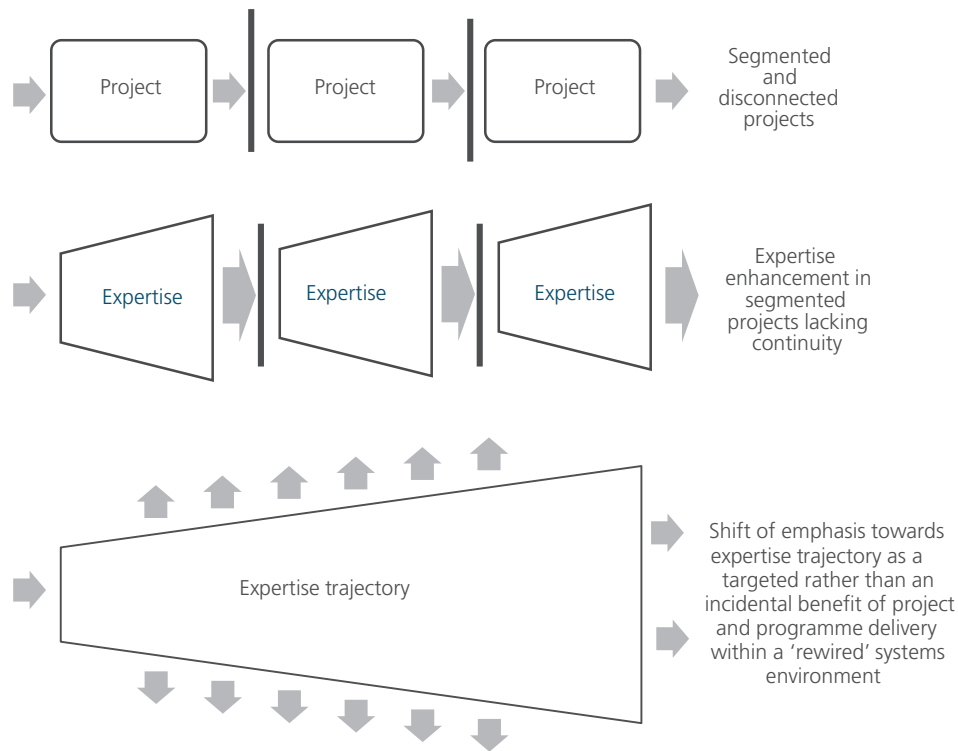 Project
Project
Project
Segmented
and
disconnected
projects
Expertise
Expertise
Expertise
Expertise
enhancement in
segmented
projects lacking
continuity
Expertise trajectory
Shift of emphasis towards
expertise trajectory as a
targeted rather than an
incidental benefit of project
and programme delivery
within a ‘rewired’ systems
environment